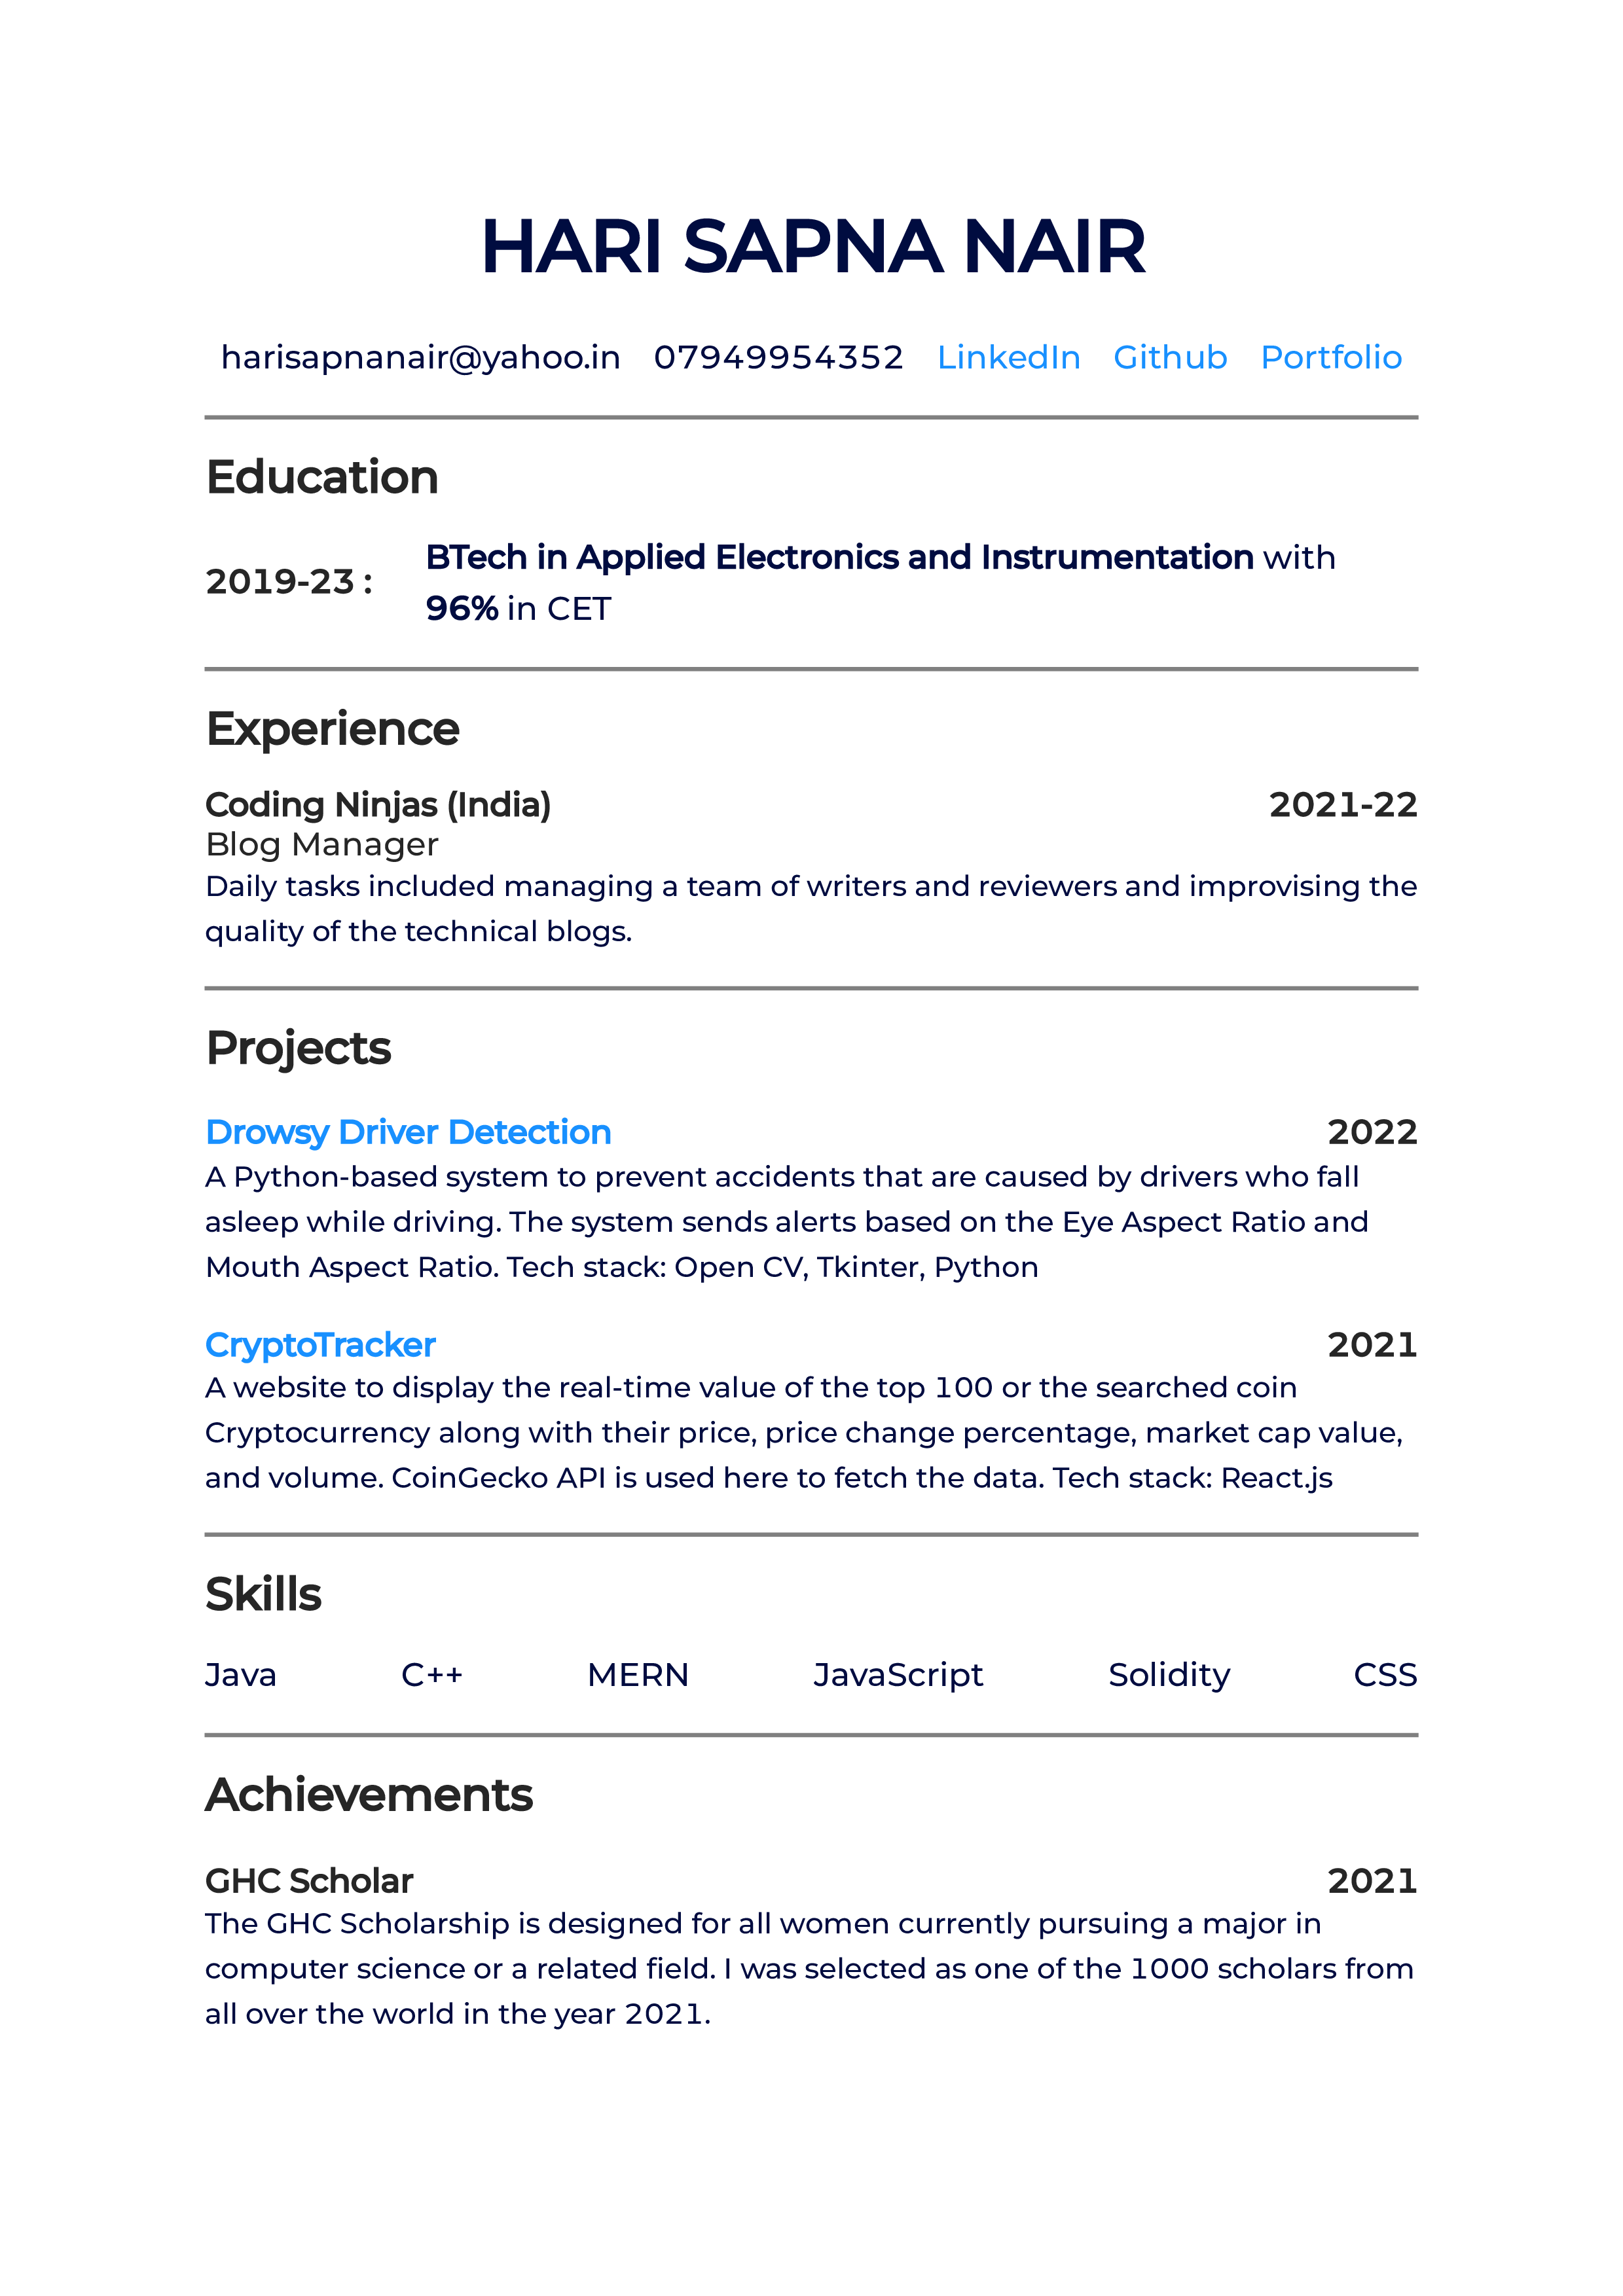 HARI SAPNA NAIR
harisapnanair@yahoo.in 07949954352 LinkedIn Github Portfolio
Education
2019-23 : BTech in Applied Electronics and Instrumentation with
96% in CET
Experience
Coding Ninjas (India) 2021-22
Blog Manager
Daily tasks included managing a team of writers and reviewers and improvising the
quality of the technical blogs.
Projects
Drowsy Driver Detection 2022
A Python-based system to prevent accidents that are caused by drivers who fall
asleep while driving. The system sends alerts based on the Eye Aspect Ratio and
Mouth Aspect Ratio. Tech stack: Open CV, Tkinter, Python
CryptoTracker 2021
A website to display the real-time value of the top 100 or the searched coin
Cryptocurrency along with their price, price change percentage, market cap value,
and volume. CoinGecko API is used here to fetch the data. Tech stack: React.js
Skills
Java C++ MERN JavaScript Solidity CSS
Achievements
GHC Scholar 2021
The GHC Scholarship is designed for all women currently pursuing a major in
computer science or a related field. I was selected as one of the 1000 scholars from
all over the world in the year 2021.